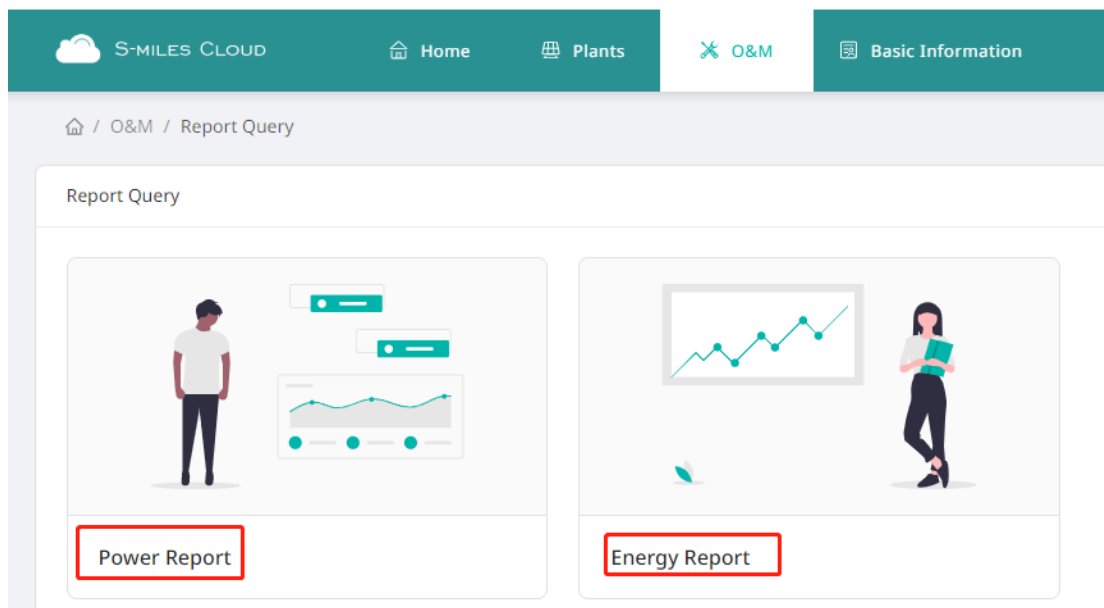 S-MILES CLOUD Home Plants O&M Basic Information
/ O&M / Report Query
Report Query
Power Report
Energy Report